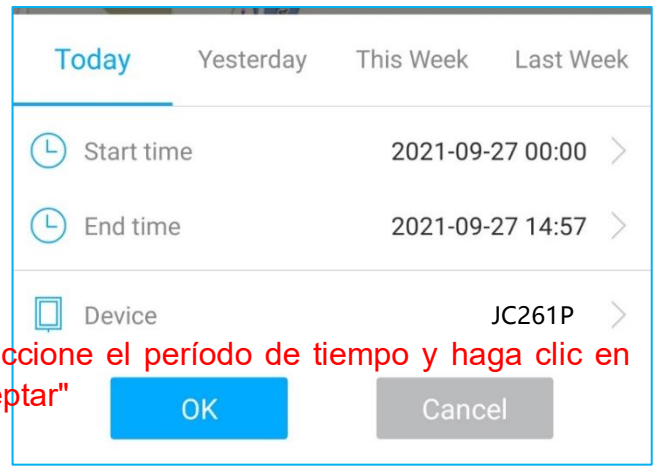 Today Yesterday This Week Last Week
Start time 2021-09-27 00:00
End time 2021-09-27 14:57
Device JC261P
ccione el período de tiempo y haga clic en
eptar"
OK Cancel